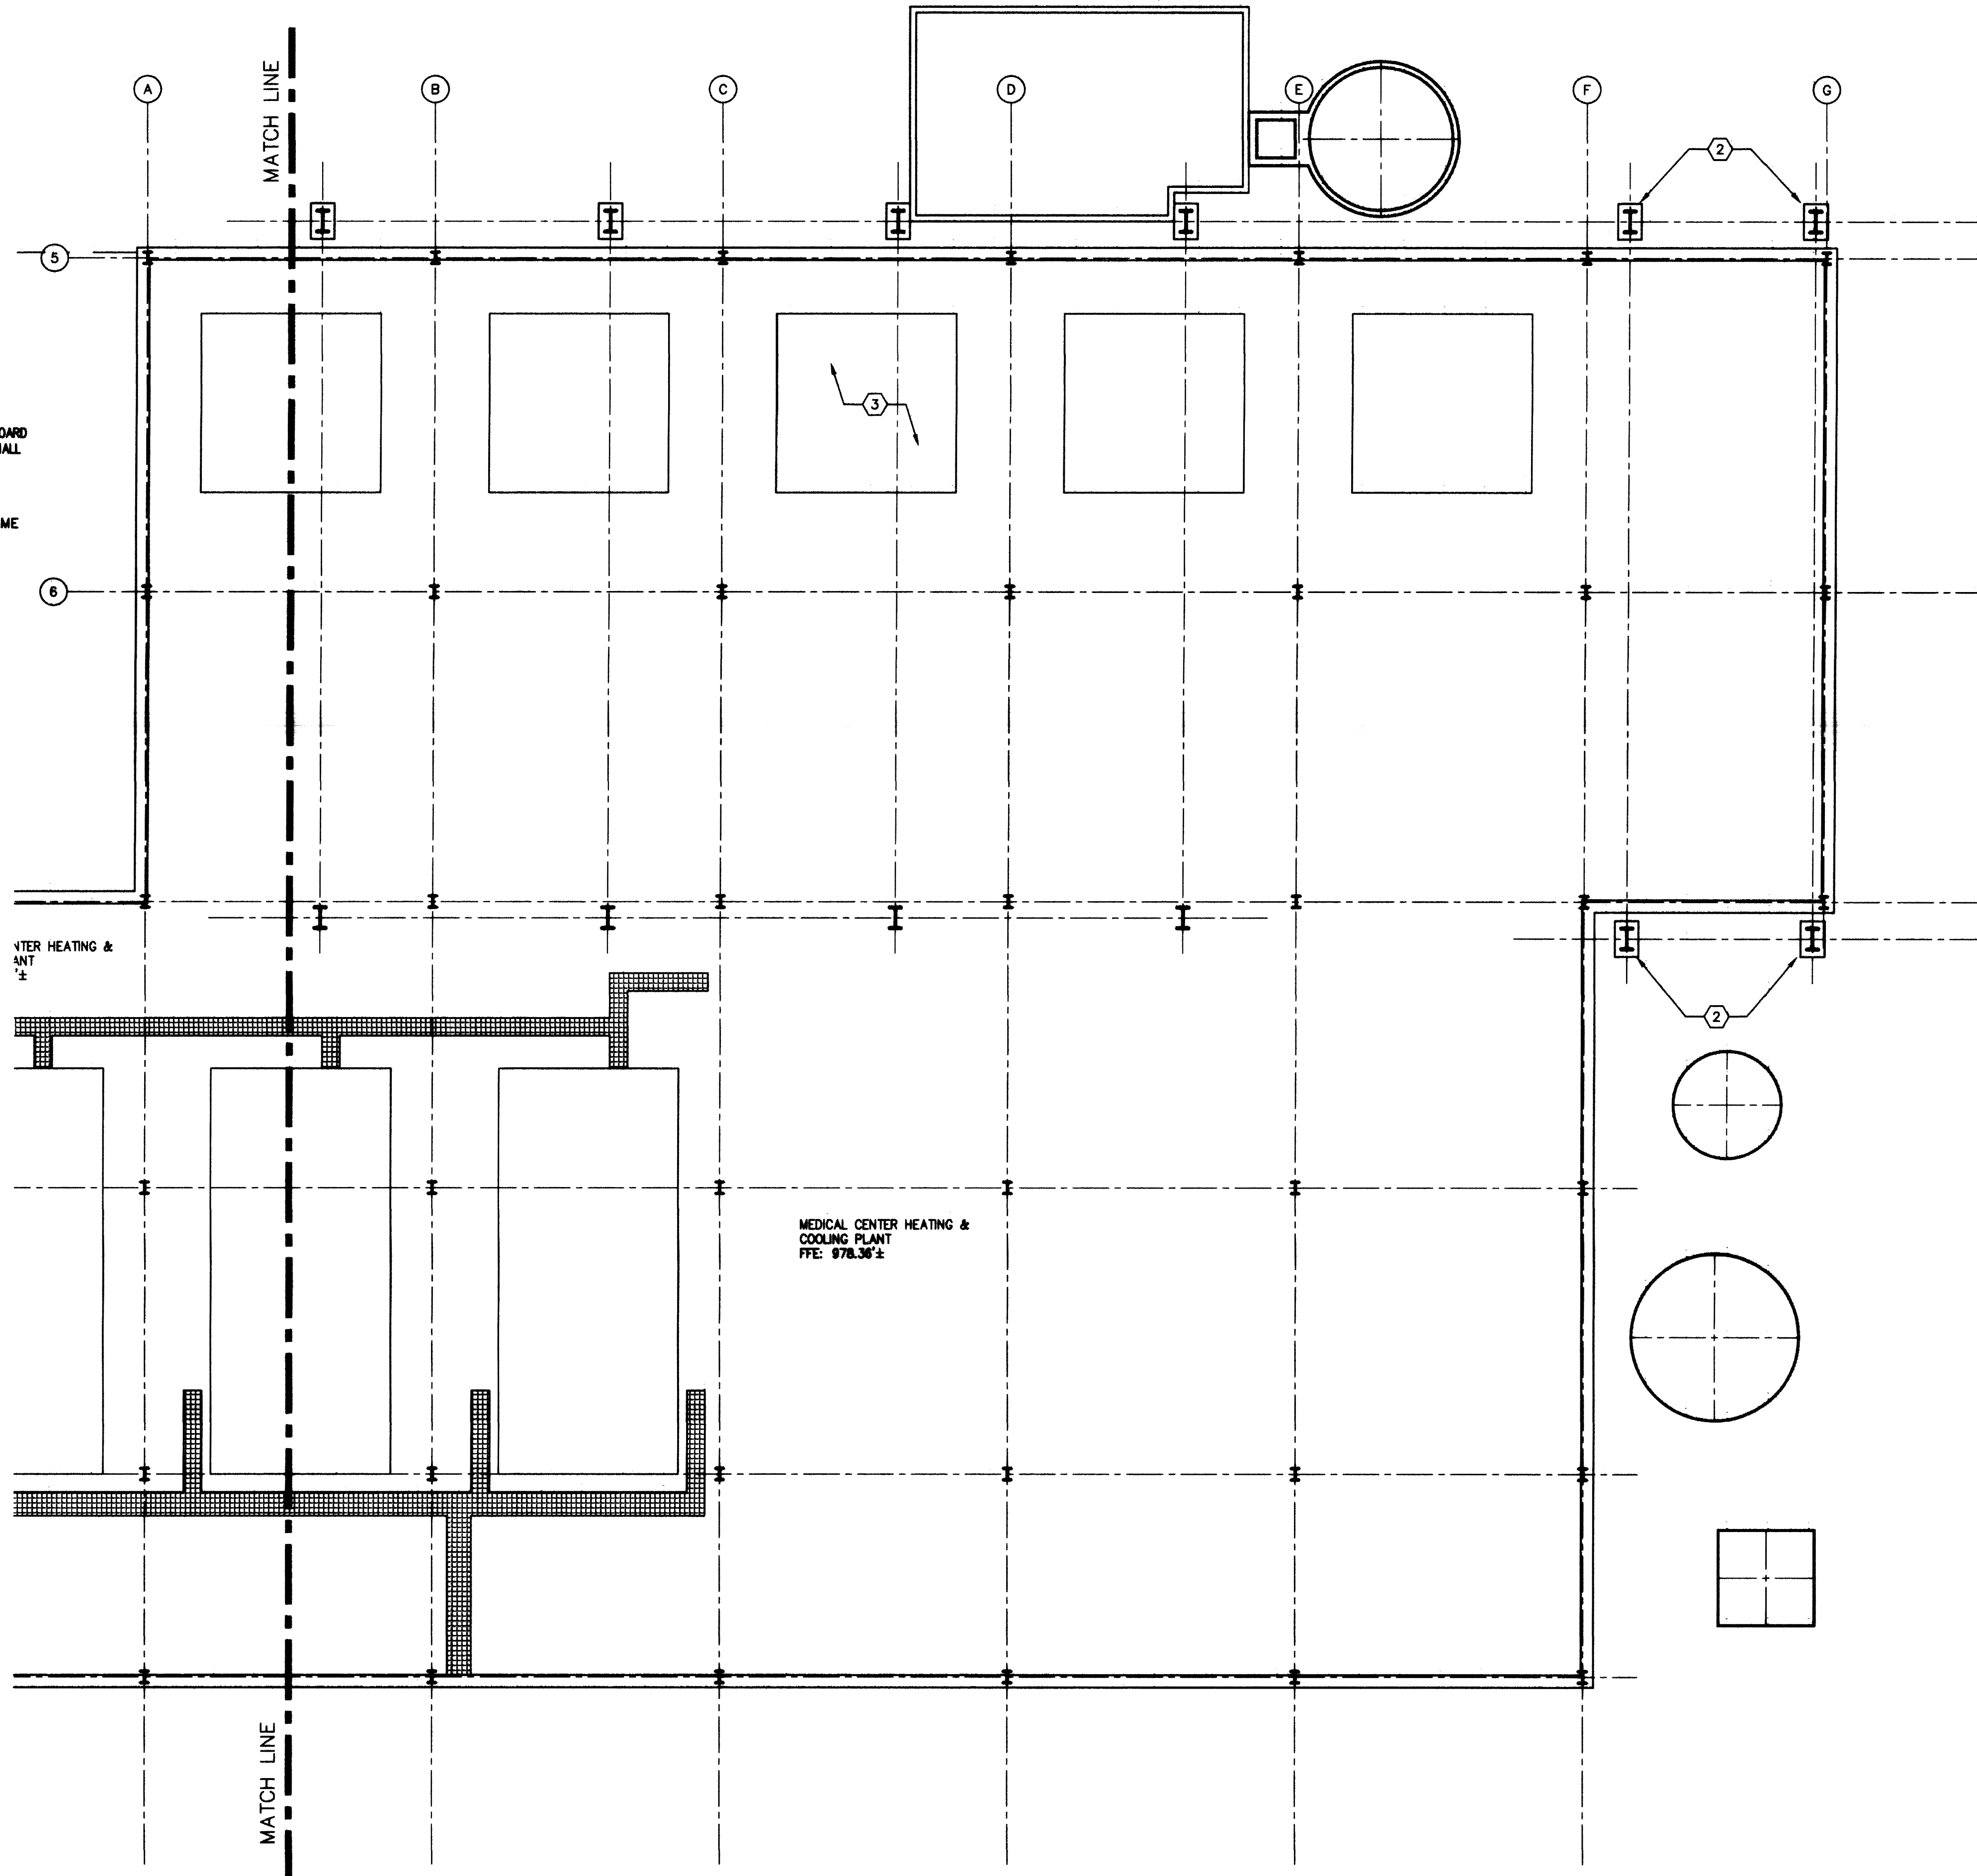 MATCH LINE
A
B
C
D
E
F
G
2
5
3
OARD
HALL
ME
6
NTER HEATING &
ANT
'±
2
MEDICAL CENTER HEATING &
COOLING PLANT
FFE: 978.36'±
MATCH LINE